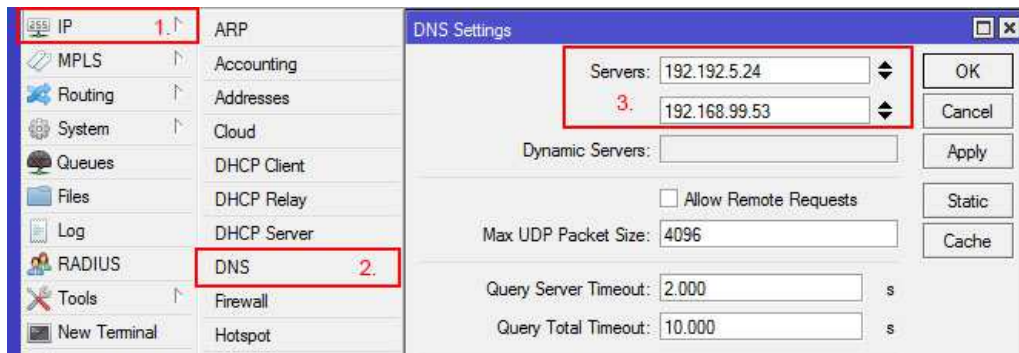 IP 1.
MPLS
Routing
System
Queues
Files
Log
RADIUS
Tools
New Terminal
ARP
Accounting
Addresses
Cloud
DHCP Client
DHCP Relay
DHCP Server
DNS 2.
Firewall
Hotspot
DNS Settings
Servers: 192.192.5.24
3. 192.168.99.53
Dynamic Servers:
Allow Remote Requests
Max UDP Packet Size: 4096
Query Server Timeout: 2.000 s
Query Total Timeout: 10.000 s
OK
Cancel
Apply
Static
Cache